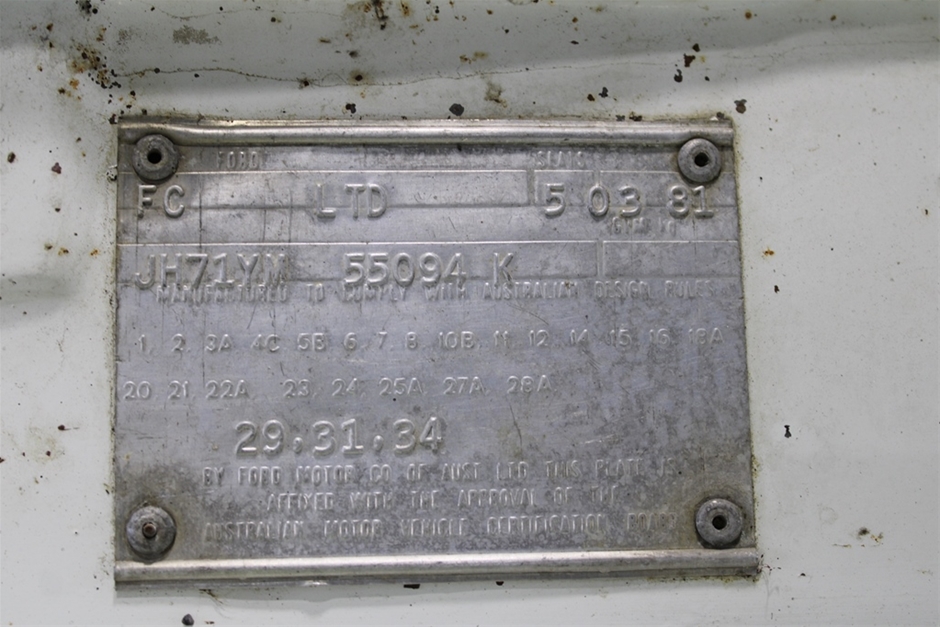 FORD SEATS
FC LTD 5 03 81
JH71YM 55094 K
MANUFACTURED TO COMPLY WITH AUSTRALIAN DESIGN RULES
1, 2, 3A 4C 5B 6, 7, 8, 10B, 11, 12, 14, 15, 16, 18A
20 21, 22A 23, 24, 25A, 27A, 28A
29,31,34
BY FORD MOTOR CO OF AUST LTD THIS PLATE IS
AFFIXED WITH THE APPROVAL OF THE
AUSTRALIAN MOTOR VEHICLE CERTIFICATION BOARD